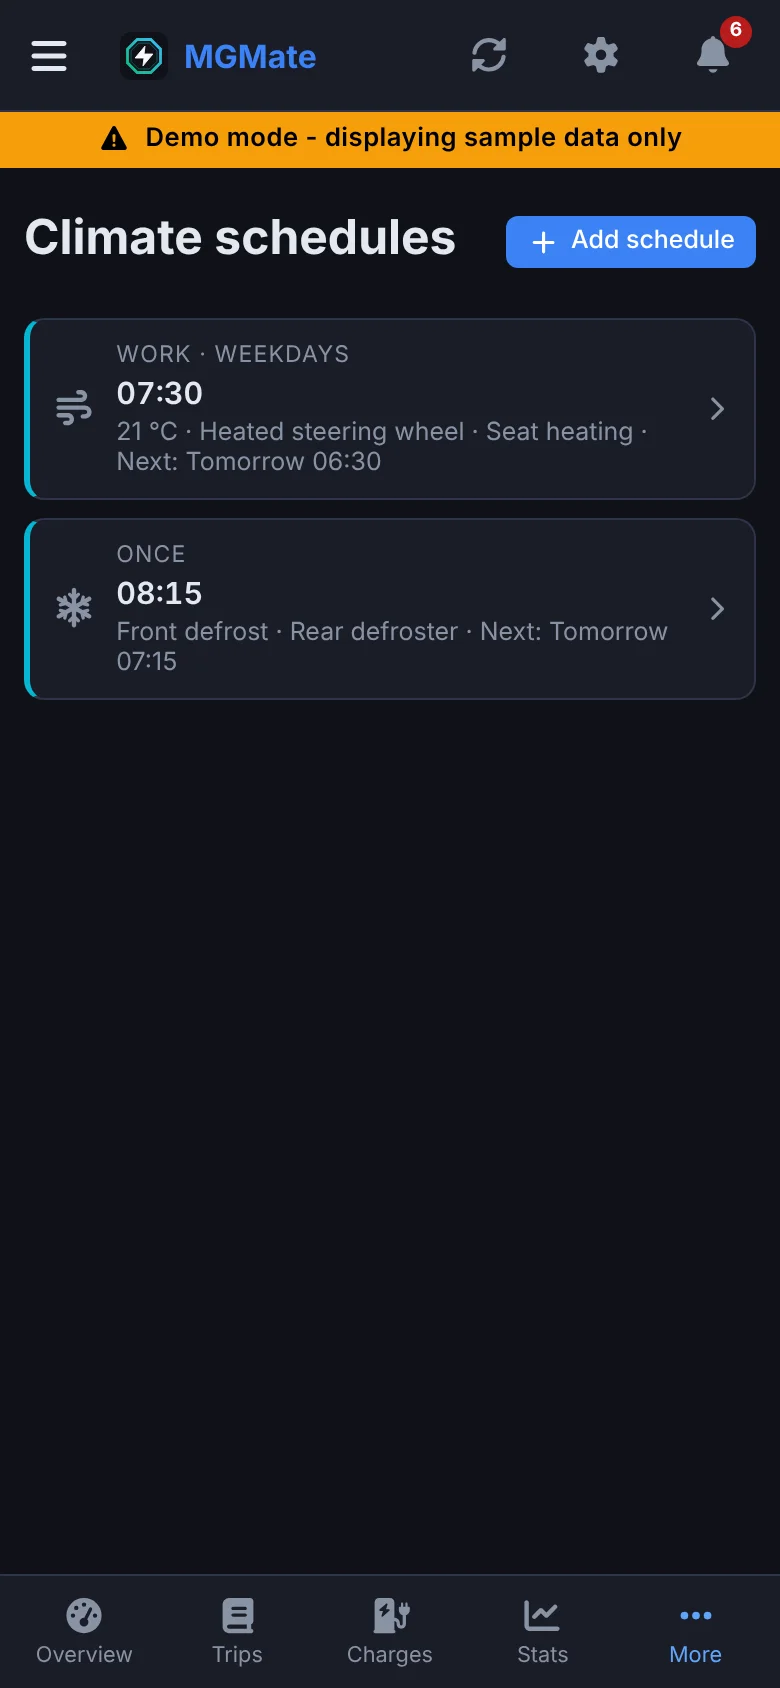 MGMate
6
Demo mode - displaying sample data only
Climate schedules
Add schedule
WORK · WEEKDAYS
07:30
21 °C · Heated steering wheel · Seat heating ·
Next: Tomorrow 06:30
ONCE
08:15
Front defrost · Rear defroster · Next: Tomorrow
07:15
Overview
Trips
Charges
Stats
More